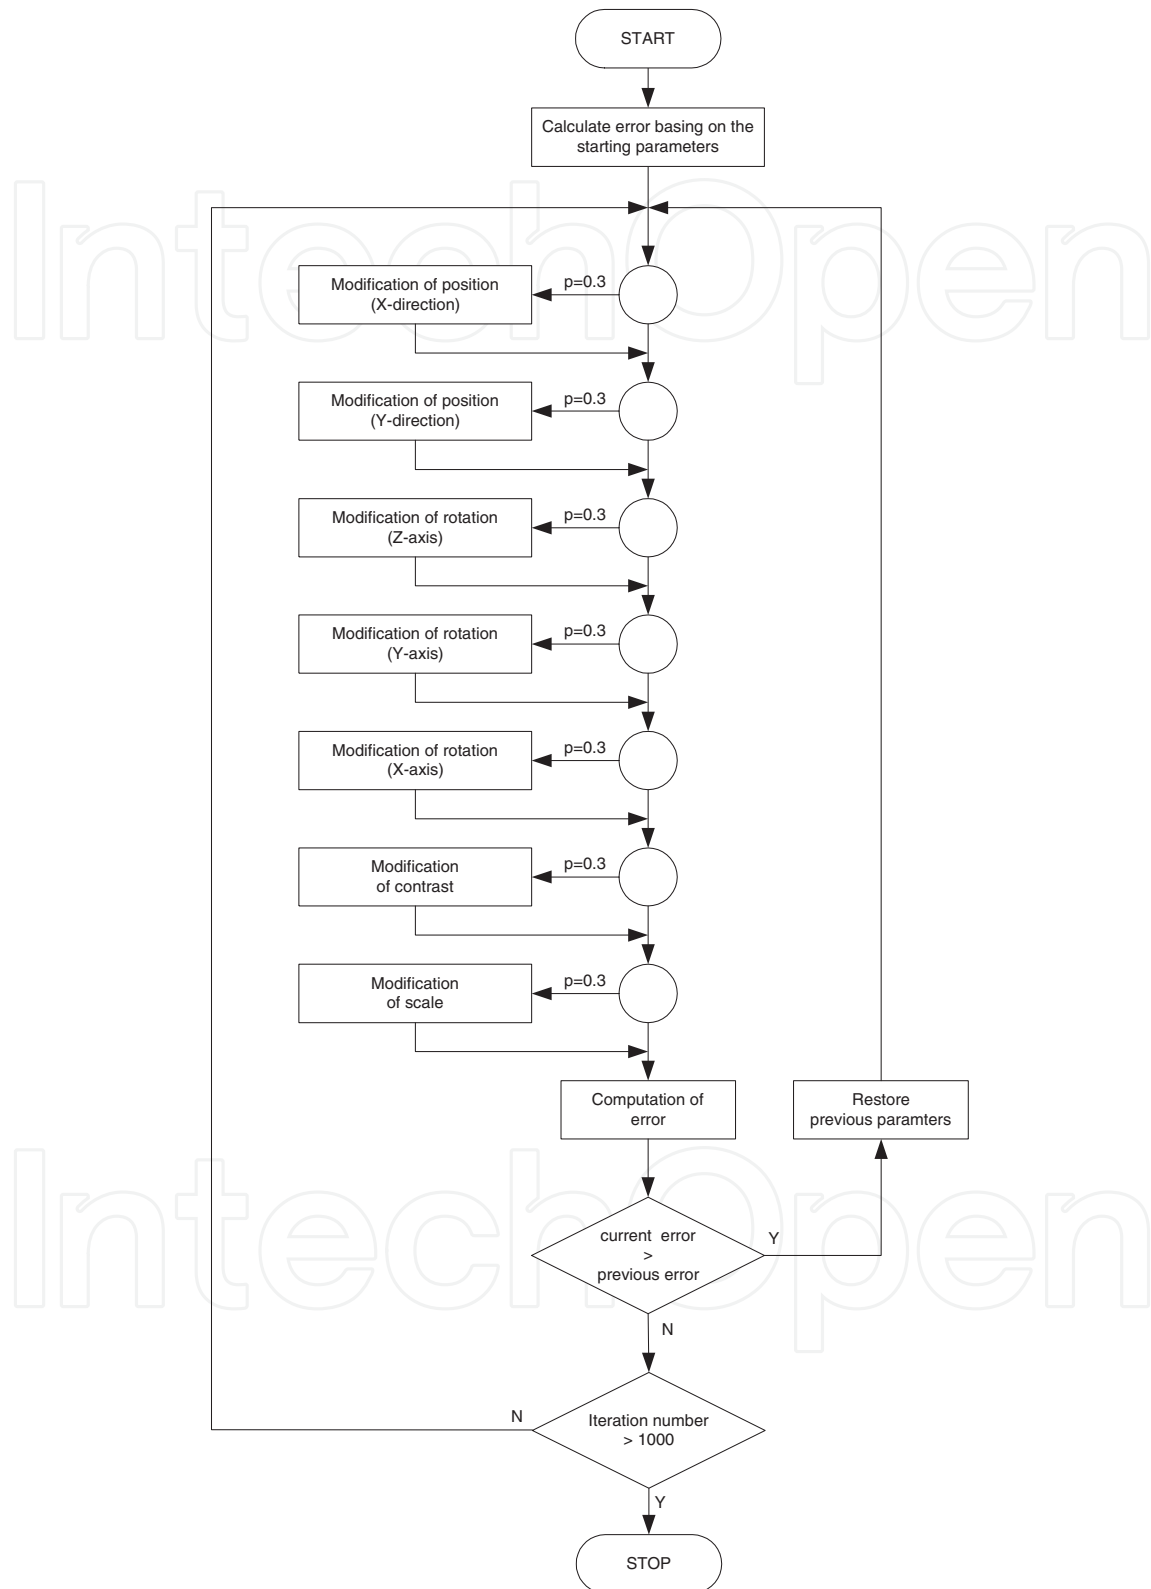 START
Calculate error basing on the
starting parameters
p=0.3
Modification of position
(X-direction)
p=0.3
Modification of position
(Y-direction)
p=0.3
Modification of rotation
(Z-axis)
p=0.3
Modification of rotation
(Y-axis)
p=0.3
Modification of rotation
(X-axis)
p=0.3
Modification
of contrast
p=0.3
Modification
of scale
Computation of
error
Restore
previous paramters
current error
>
previous error
Y
N
Iteration number
> 1000
N
Y
STOP
IntechOpen
IntechOpen